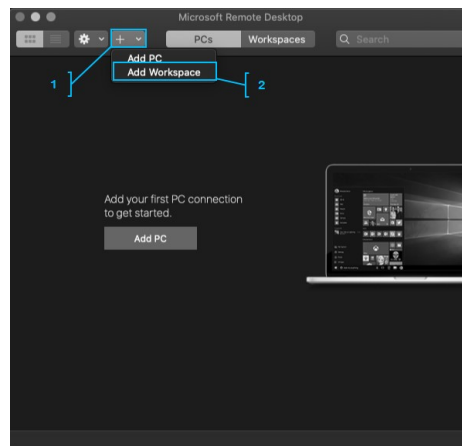 Microsoft Remote Desktop
PCs
Workspaces
Search
Add PC
Add Workspace
1
2
Add your first PC connection
to get started.
Add PC